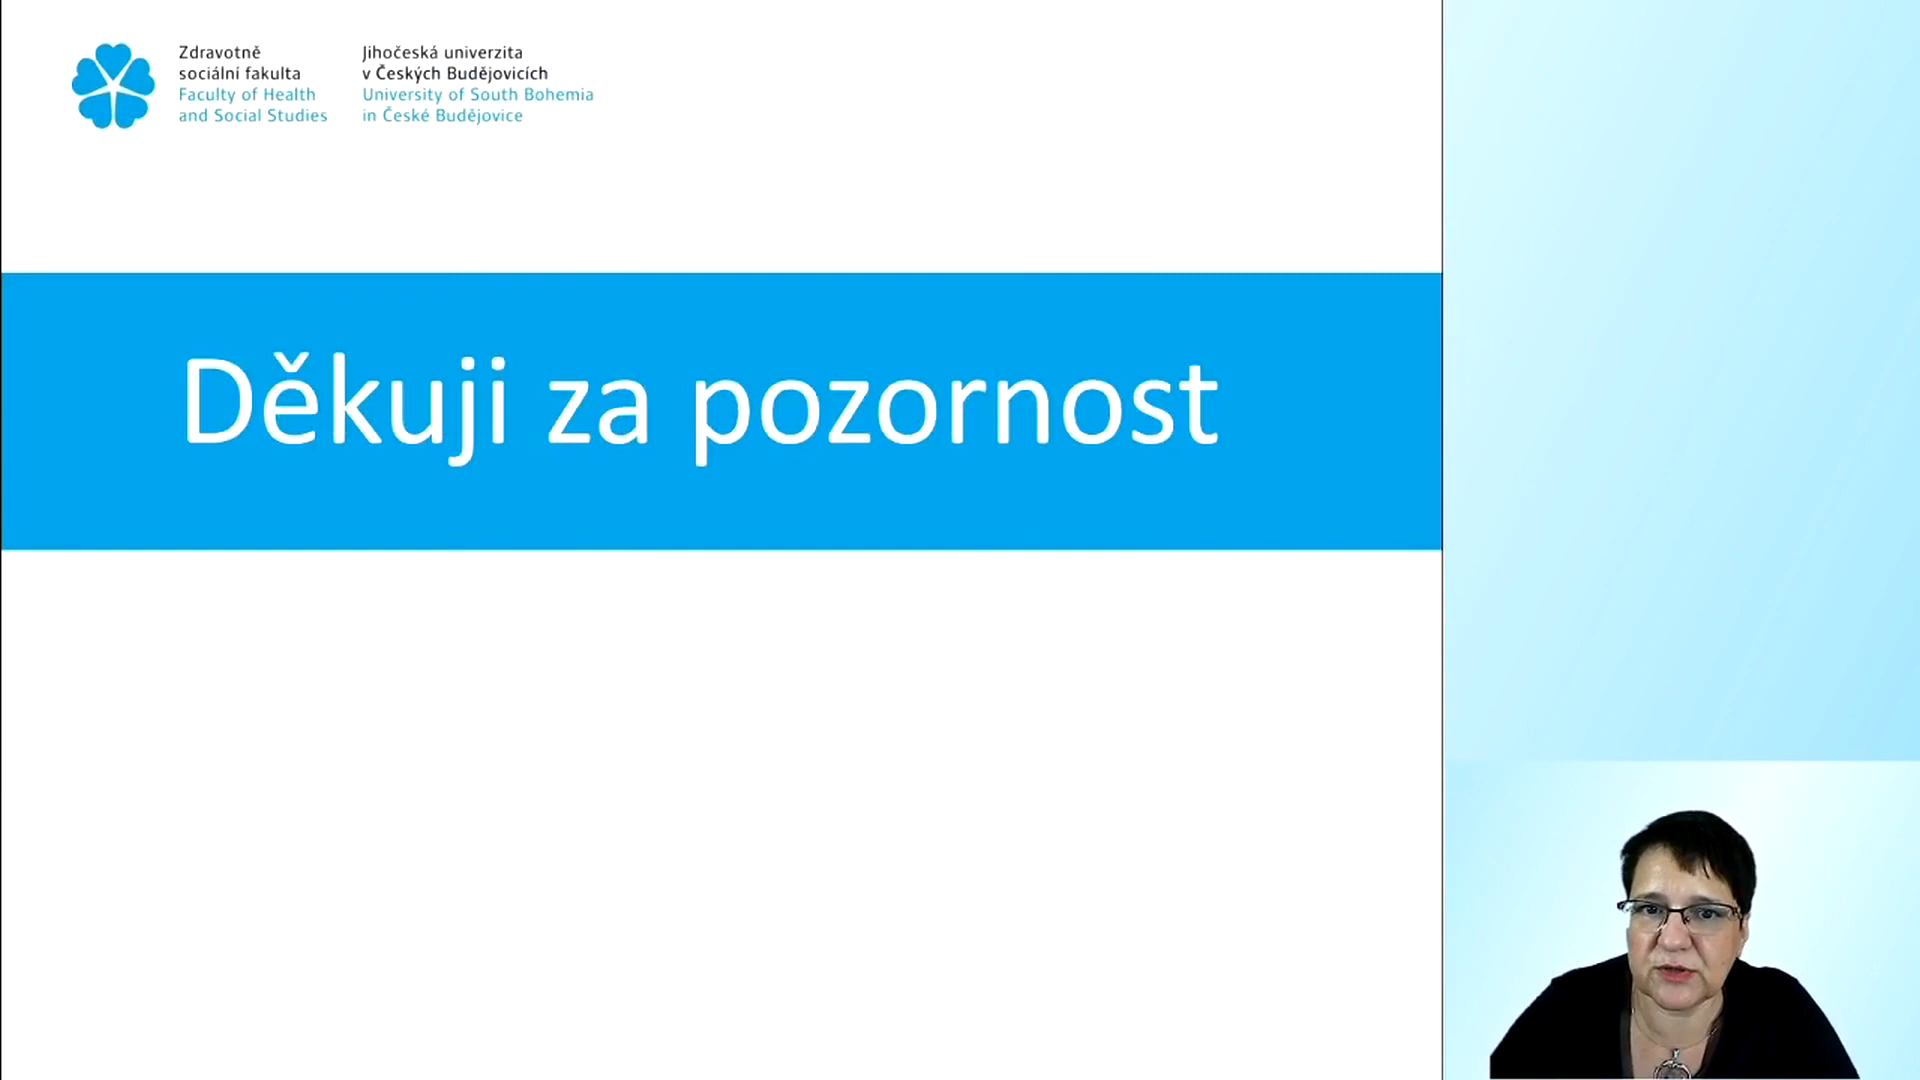 Zdravotně
sociální fakulta
Faculty of Health
and Social Studies
Jihočeská univerzita
v Českých Budějovicích
University of South Bohemia
in České Budějovice
Děkuji za pozornost